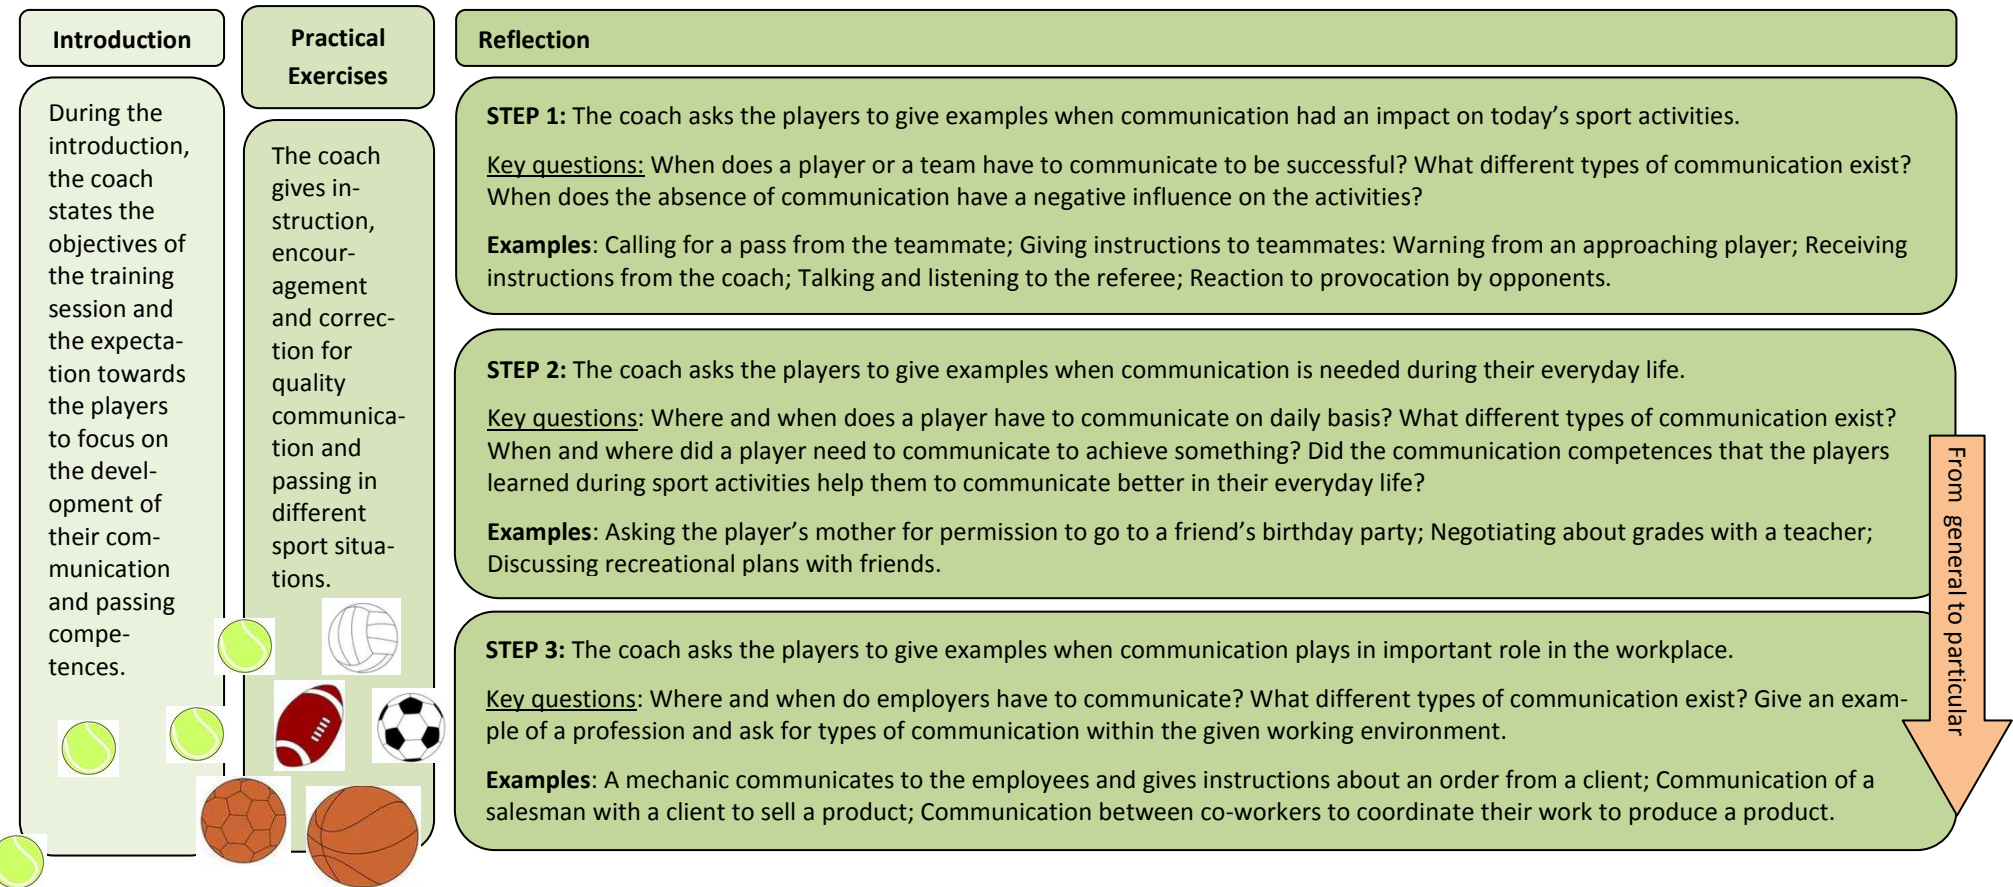 Introduction
During the
introduction,
the coach
states the
objectives of
the training
session and
the expecta-
tion towards
the players
to focus on
the devel-
opment of
their com-
munication
and passing
compe-
tences.
Practical
Exercises
The coach
gives in-
struction,
encour-
agement
and correc-
tion for
quality
communica-
tion and
passing in
different
sport situa-
tions.
Reflection
STEP 1: The coach asks the players to give examples when communication had an impact on today's sport activities.
Key questions: When does a player or a team have to communicate to be successful? What different types of communication exist?
When does the absence of communication have a negative influence on the activities?
Examples: Calling for a pass from the teammate; Giving instructions to teammates: Warning from an approaching player; Receiving
instructions from the coach; Talking and listening to the referee; Reaction to provocation by opponents.
STEP 2: The coach asks the players to give examples when communication is needed during their everyday life.
Key questions: Where and when does a player have to communicate on daily basis? What different types of communication exist?
When and where did a player need to communicate to achieve something? Did the communication competences that the players
learned during sport activities help them to communicate better in their everyday life?
Examples: Asking the player's mother for permission to go to a friend's birthday party; Negotiating about grades with a teacher;
Discussing recreational plans with friends.
STEP 3: The coach asks the players to give examples when communication plays in important role in the workplace.
Key questions: Where and when do employers have to communicate? What different types of communication exist? Give an exam-
ple of a profession and ask for types of communication within the given working environment.
Examples: A mechanic communicates to the employees and gives instructions about an order from a client; Communication of a
salesman with a client to sell a product; Communication between co-workers to coordinate their work to produce a product.
From general to particular